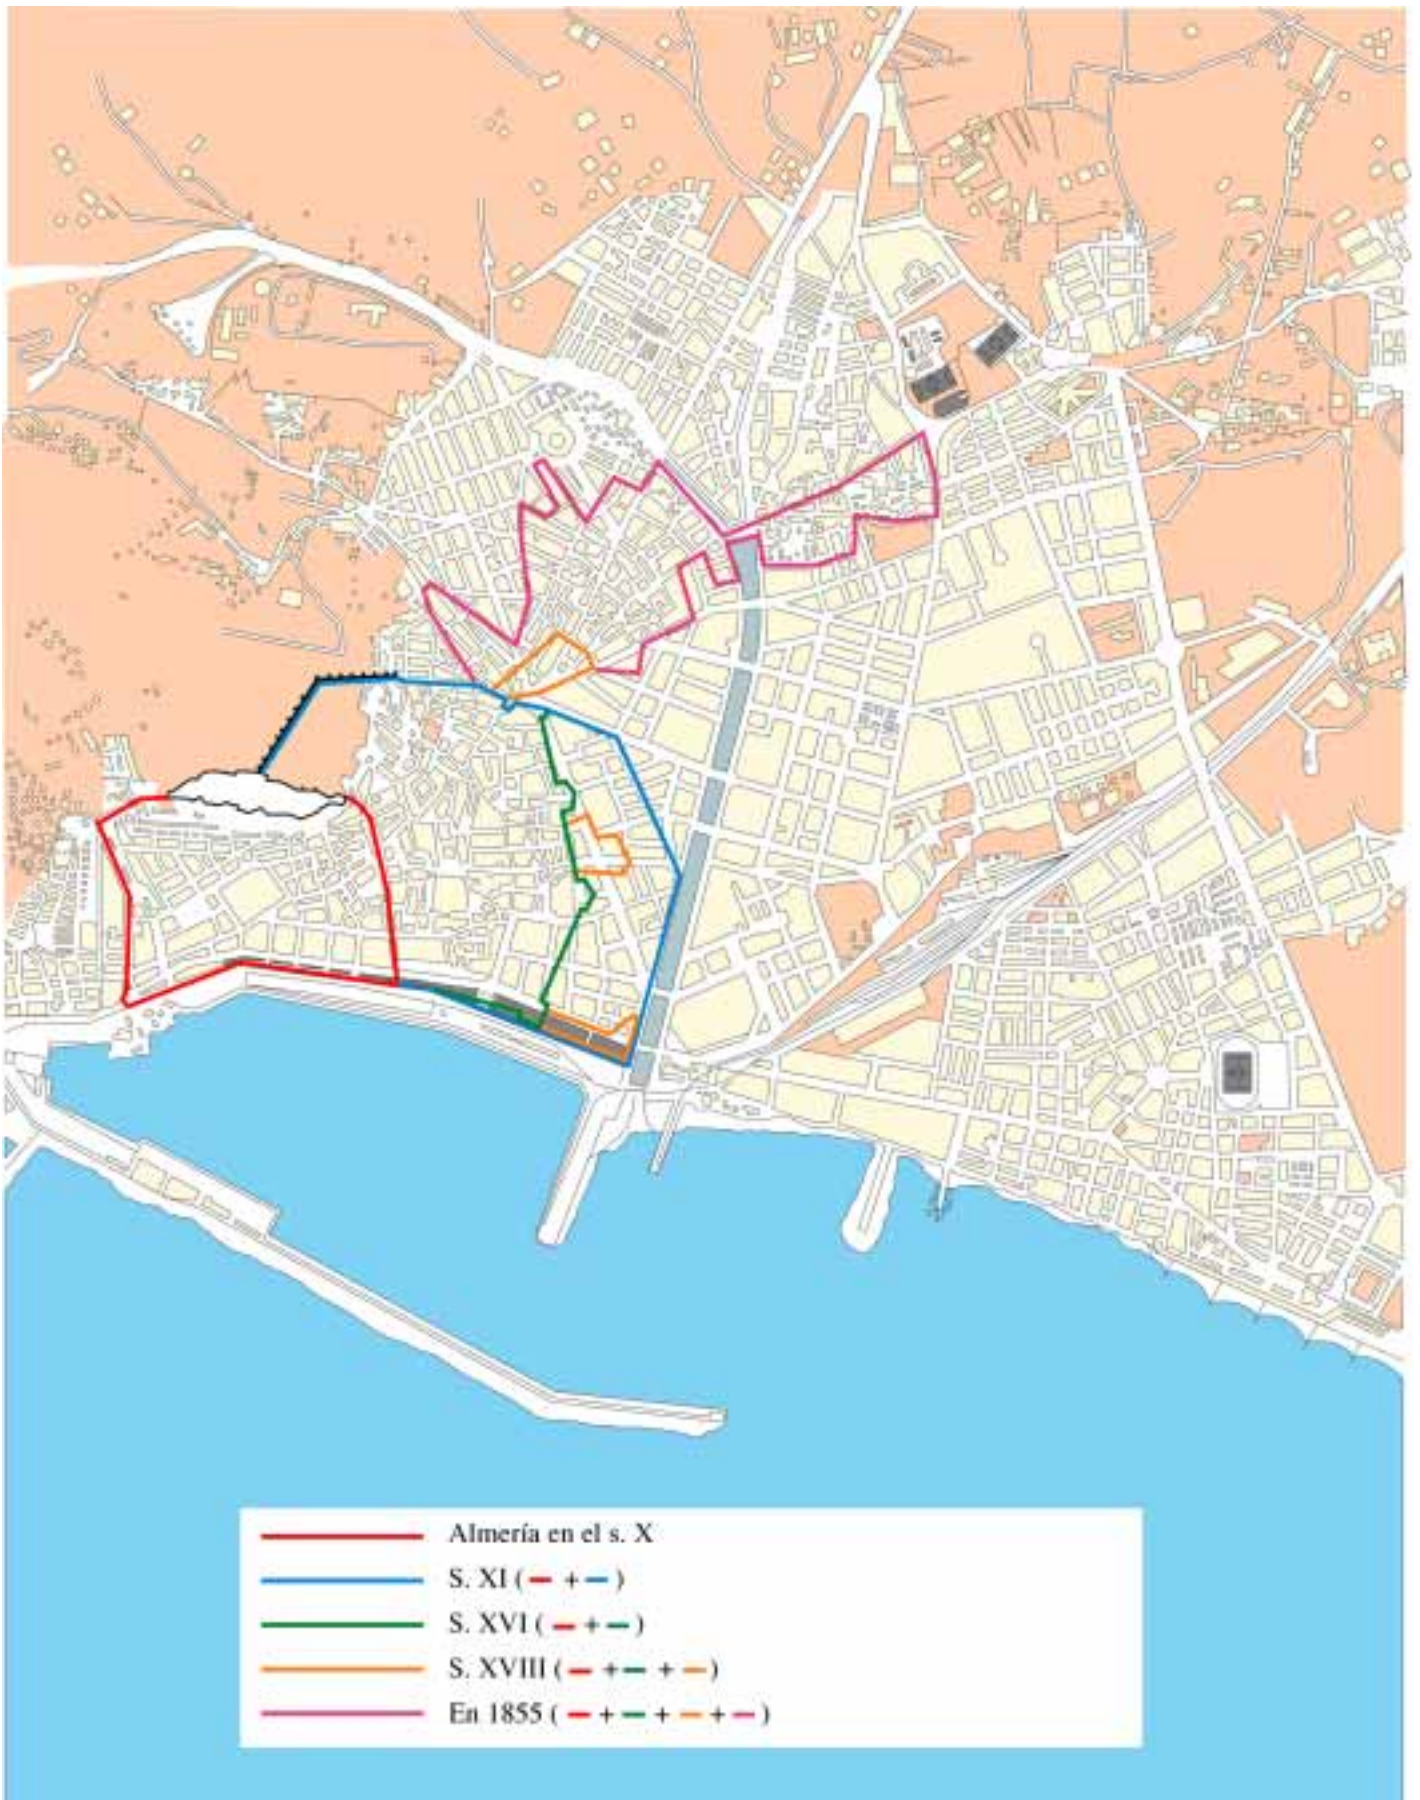 Almería en el s. X
S. XI ( + )
S. XVI ( + )
S. XVIII ( + + )
En 1855 ( + + + )